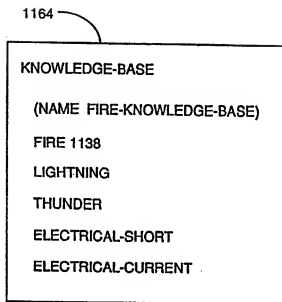 1164
KNOWLEDGE-BASE
(NAME FIRE-KNOWLEDGE-BASE)
FIRE 1138
LIGHTNING
THUNDER
ELECTRICAL-SHORT
ELECTRICAL-CURRENT